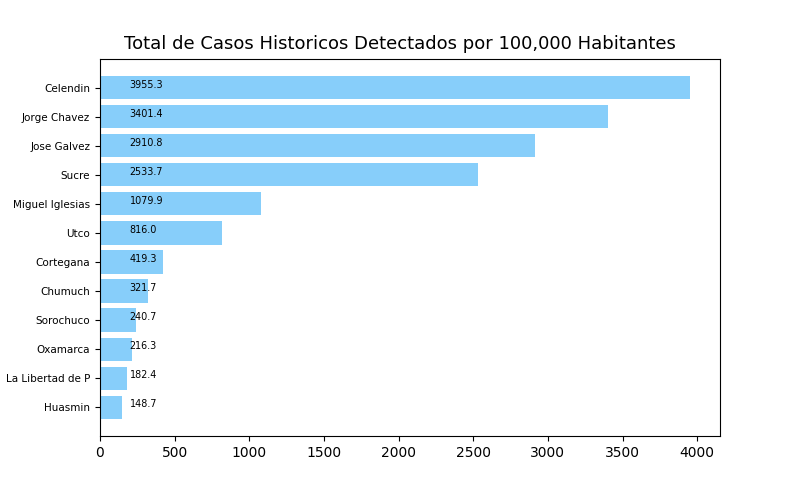 Total de Casos Historicos Detectados por 100,000 Habitantes
Celendin 3955.3
Jorge Chavez 3401.4
Jose Galvez 2910.8
Sucre 2533.7
Miguel Iglesias 1079.9
Utco 816.0
Cortegana 419.3
Chumuch 321.7
Sorochuco 240.7
Oxamarca 216.3
La Libertad de P 182.4
Huasmin 148.7
0 500 1000 1500 2000 2500 3000 3500 4000